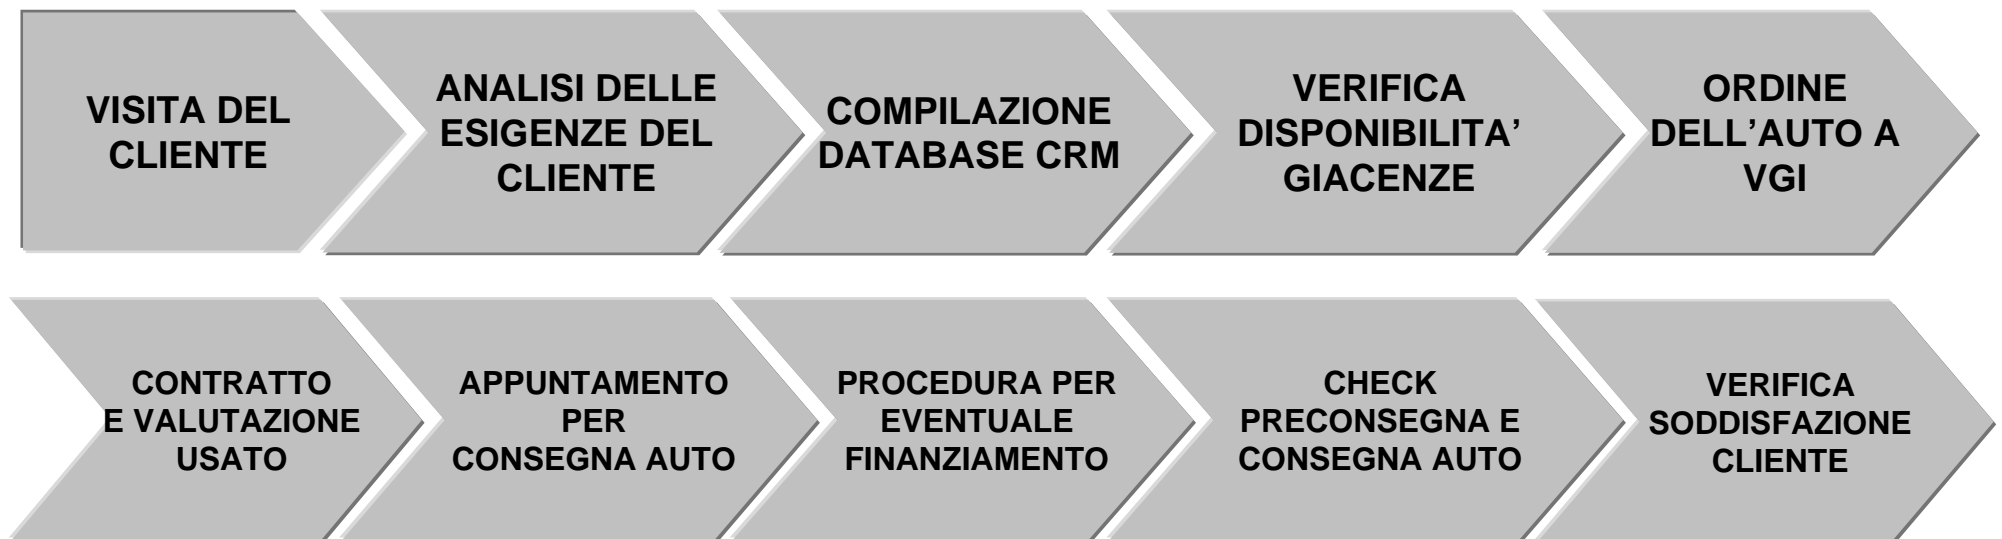 VISITA DEL
CLIENTE
ANALISI DELLE
ESIGENZE DEL
CLIENTE
COMPILAZIONE
DATABASE CRM
VERIFICA
DISPONIBILITA’
GIACENZE
ORDINE
DELL’AUTO A
VGI
CONTRATTO
E VALUTAZIONE
USATO
APPUNTAMENTO
PER
CONSEGNA AUTO
PROCEDURA PER
EVENTUALE
FINANZIAMENTO
CHECK
PRECONSEGNA E
CONSEGNA AUTO
VERIFICA
SODDISFAZIONE
CLIENTE